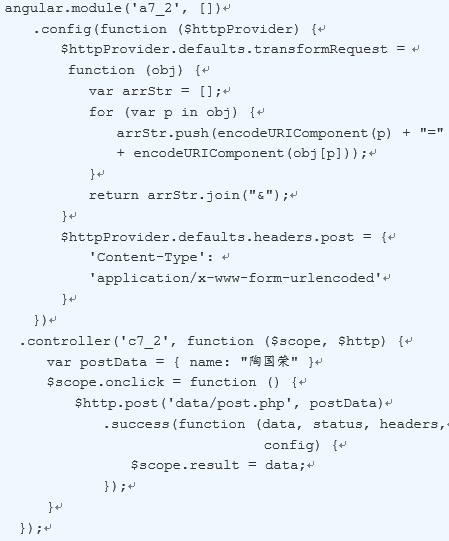 angular.module('a7_2', [])↵
.config(function ($httpProvider) {↵
$httpProvider.defaults.transformRequest = ↵
function (obj) {↵
var arrStr = [];↵
for (var p in obj) {↵
arrStr.push(encodeURIComponent(p) + "="
+ encodeURIComponent(obj[p]));↵
}↵
return arrStr.join("&");↵
}↵
$httpProvider.defaults.headers.post = {↵
'Content-Type': ↵
'application/x-www-form-urlencoded'↵
}↵
})↵
.controller('c7_2', function ($scope, $http) {↵
var postData = { name: "陶国荣" }↵
$scope.onclick = function () {↵
$http.post('data/post.php', postData)↵
.success(function (data, status, headers,↵
config) {↵
$scope.result = data;↵
});↵
}↵
});↵